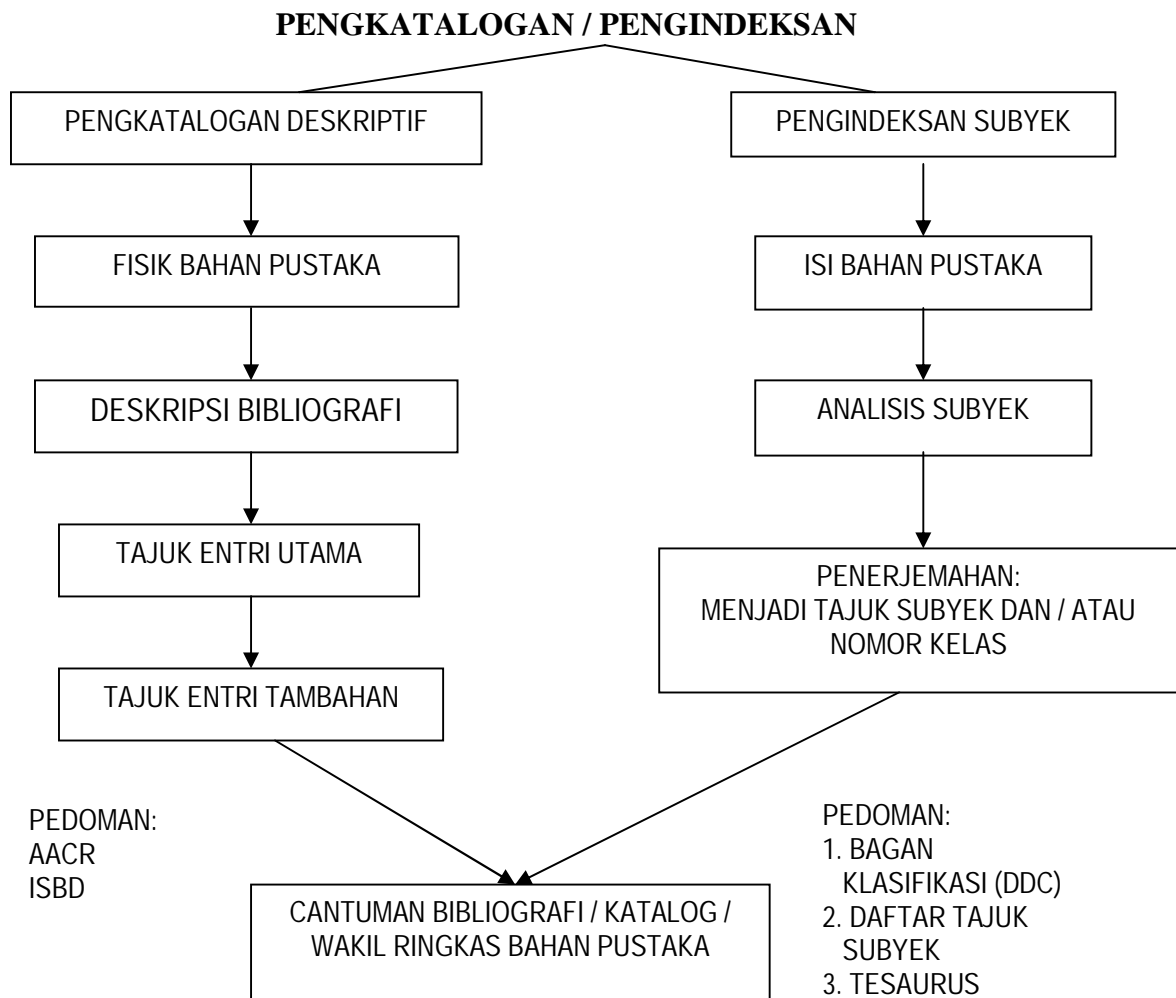 PENGKATALOGAN / PENGINDEKSAN
PENGKATALOGAN DESKRIPTIF
FISIK BAHAN PUSTAKA
DESKRIPSI BIBLIOGRAFI
TAJUK ENTRI UTAMA
TAJUK ENTRI TAMBAHAN
PEDOMAN:
AACR
ISBD
PENGINDEKSAN SUBYEK
ISI BAHAN PUSTAKA
ANALISIS SUBYEK
PENERJEMAHAN:
MENJADI TAJUK SUBYEK DAN / ATAU
NOMOR KELAS
PEDOMAN:
1. BAGAN
KLASIFIKASI (DDC)
2. DAFTAR TAJUK
SUBYEK
3. TESAURUS
CANTUMAN BIBLIOGRAFI / KATALOG /
WAKIL RINGKAS BAHAN PUSTAKA